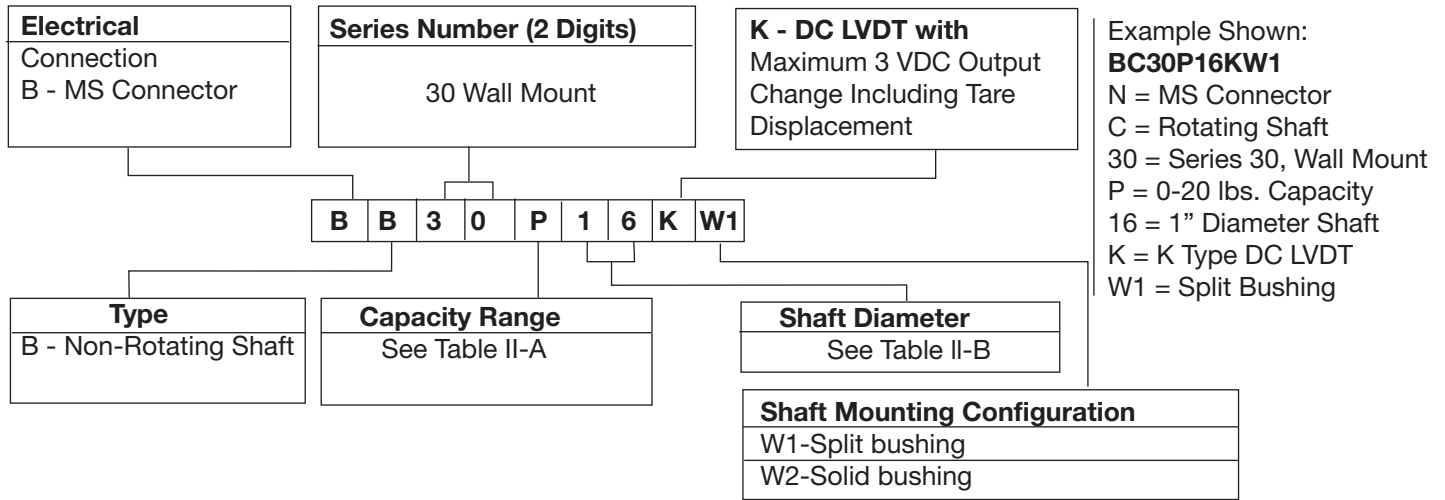 Electrical
Connection
B - MS Connector
Series Number (2 Digits)
30 Wall Mount
K - DC LVDT with
Maximum 3 VDC Output
Change Including Tare
Displacement
Example Shown:
BC30P16KW1
N = MS Connector
C = Rotating Shaft
30 = Series 30, Wall Mount
P = 0-20 lbs. Capacity
16 = 1” Diameter Shaft
K = K Type DC LVDT
W1 = Split Bushing
B B 3 0 P 1 6 K W1
Type
B - Non-Rotating Shaft
Capacity Range
See Table II-A
Shaft Diameter
See Table II-B
Shaft Mounting Configuration
W1-Split bushing
W2-Solid bushing